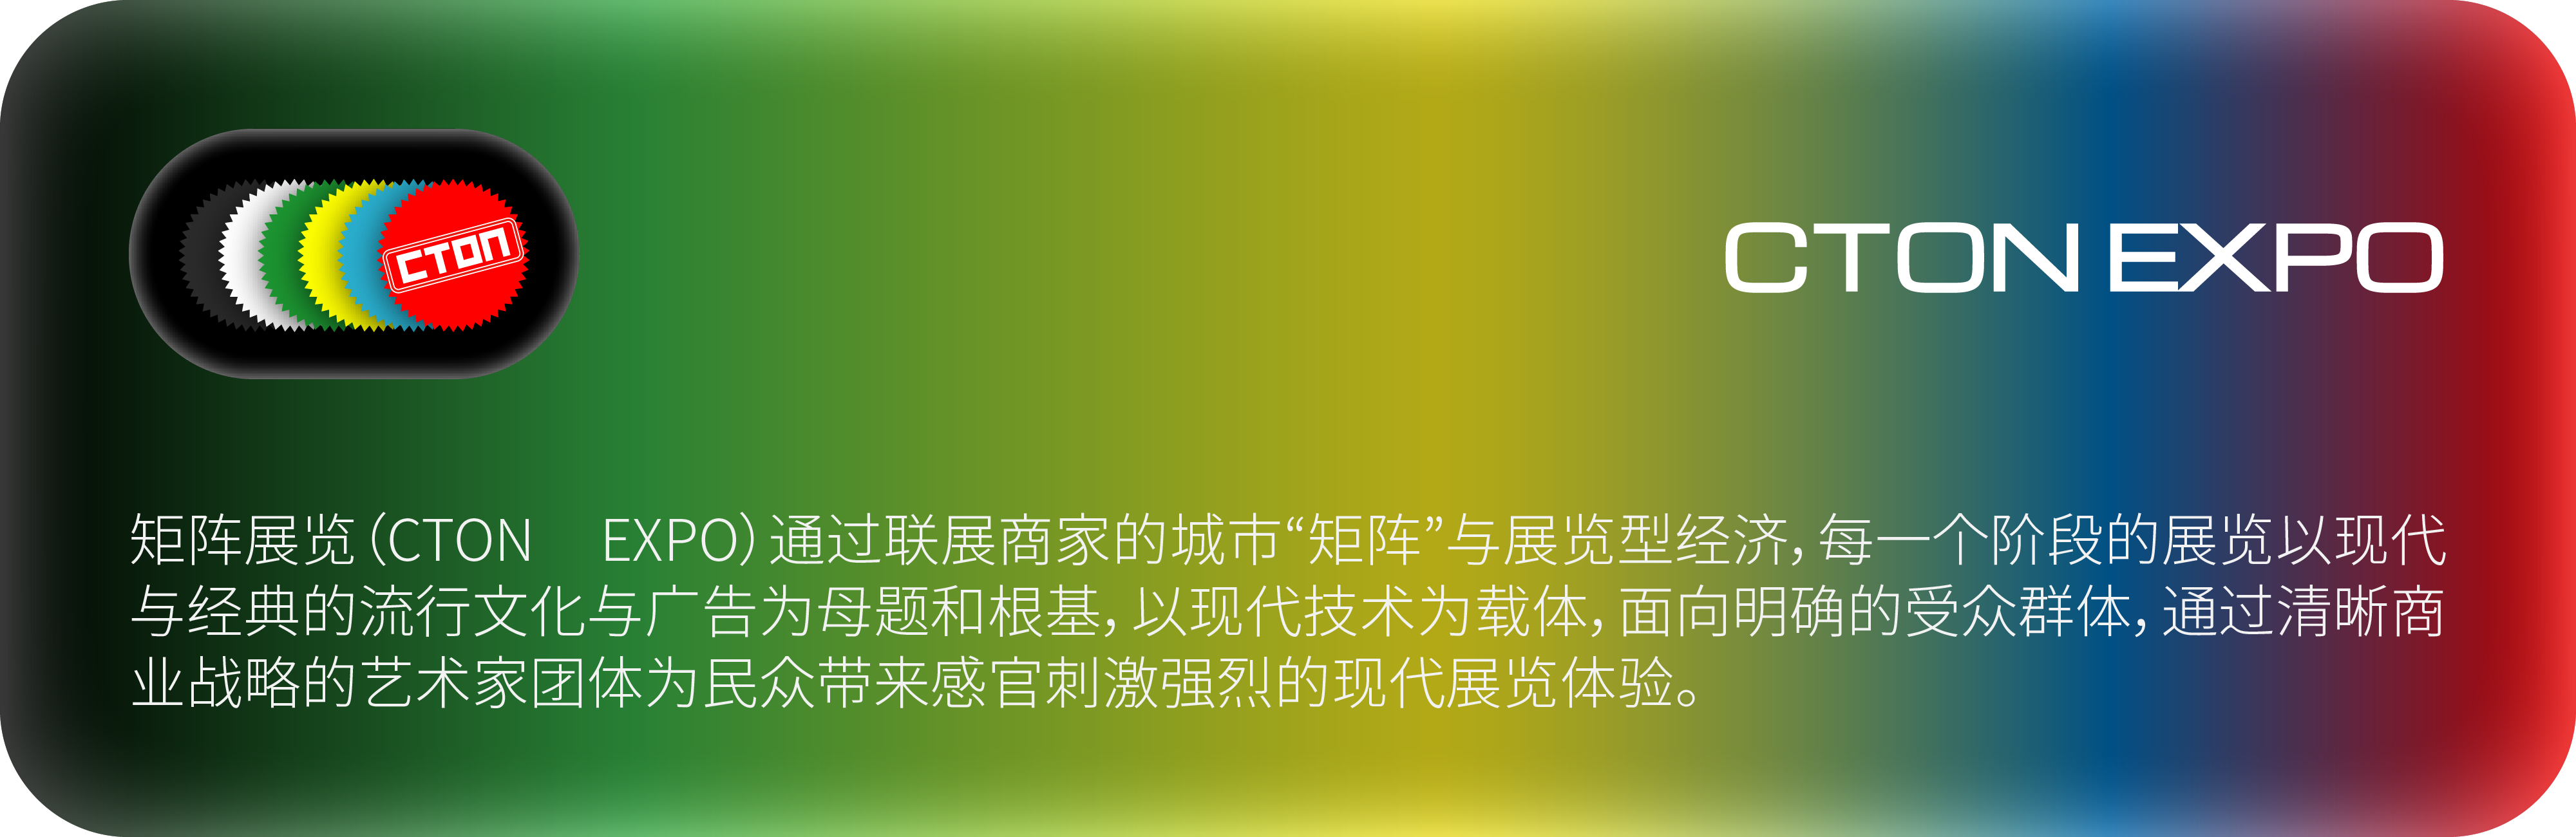 CTON
CTON EXPO
矩阵展览（CTON EXPO）通过联展商家的城市“矩阵”与展览型经济，每一个阶段的展览以现代
与经典的流行文化与广告为母题和根基，以现代技术为载体，面向明确的受众群体，通过清晰商
业战略的艺术家团体为民众带来感官刺激强烈的现代展览体验。